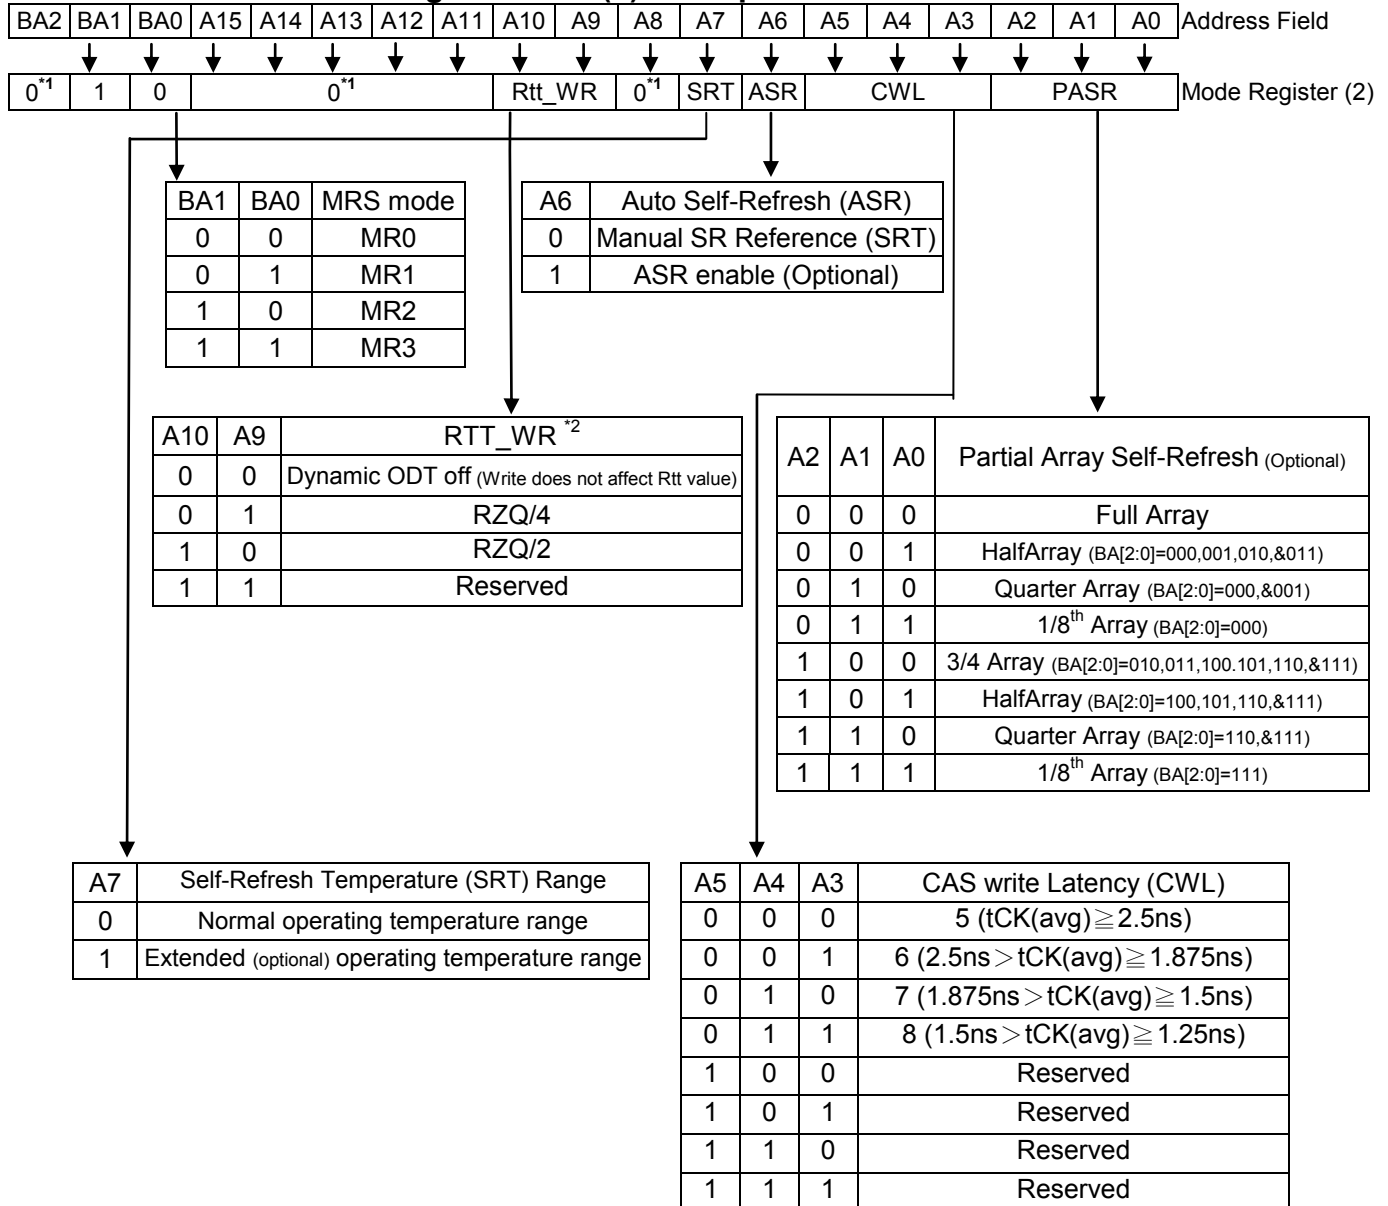 BA2 BA1 BA0 A15 A14 A13 A12 A11 A10 A9 A8 A7 A6 A5 A4 A3 A2 A1 A0 Address Field
0*1 1 0 0*1 Rtt_WR 0*1 SRT ASR CWL PASR Mode Register (2)
BA1 BA0 MRS mode
0 0 MR0
0 1 MR1
1 0 MR2
1 1 MR3
A6 Auto Self-Refresh (ASR)
0 Manual SR Reference (SRT)
1 ASR enable (Optional)
A10 A9 RTT_WR *2
0 0 Dynamic ODT off (Write does not affect Rtt value)
0 1 RZQ/4
1 0 RZQ/2
1 1 Reserved
A2 A1 A0 Partial Array Self-Refresh (Optional)
0 0 0 Full Array
0 0 1 HalfArray (BA[2:0]=000,001,010,&011)
0 1 0 Quarter Array (BA[2:0]=000,&001)
0 1 1 1/8th Array (BA[2:0]=000)
1 0 0 3/4 Array (BA[2:0]=010,011,100.101,110,&111)
1 0 1 HalfArray (BA[2:0]=100,101,110,&111)
1 1 0 Quarter Array (BA[2:0]=110,&111)
1 1 1 1/8th Array (BA[2:0]=111)
A7 Self-Refresh Temperature (SRT) Range
0 Normal operating temperature range
1 Extended (optional) operating temperature range
A5 A4 A3 CAS write Latency (CWL)
0 0 0 5 (tCK(avg)≧2.5ns)
0 0 1 6 (2.5ns>tCK(avg)≧1.875ns)
0 1 0 7 (1.875ns>tCK(avg)≧1.5ns)
0 1 1 8 (1.5ns>tCK(avg)≧1.25ns)
1 0 0 Reserved
1 0 1 Reserved
1 1 0 Reserved
1 1 1 Reserved